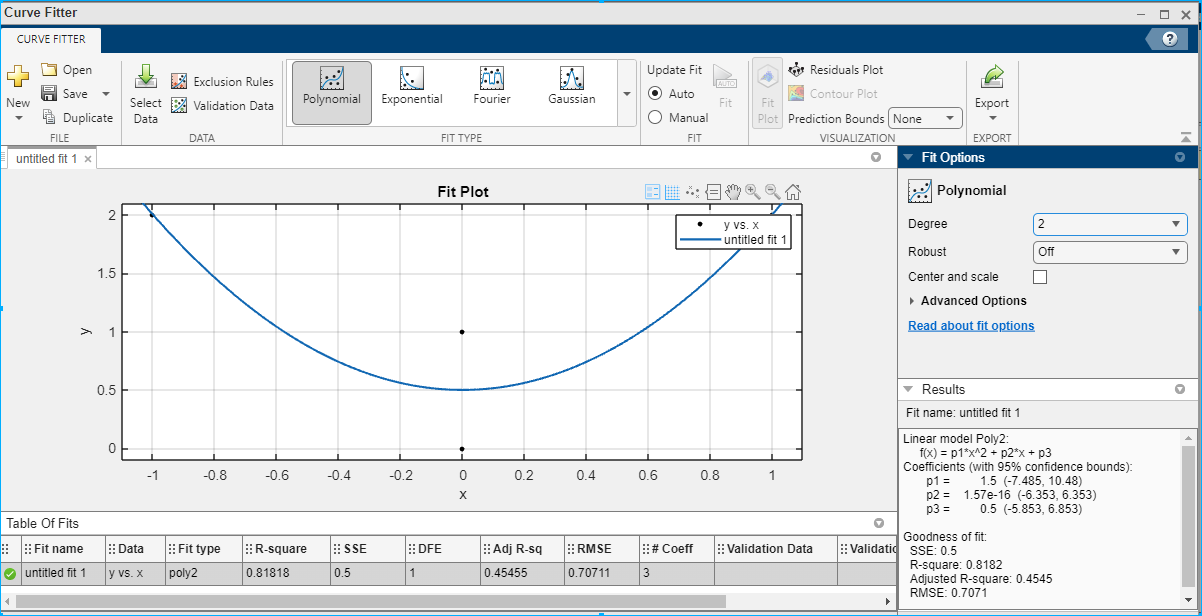 Curve Fitter
CURVE FITTER
New
Open
Save
Duplicate
FILE
Select
Data
Exclusion Rules
Validation Data
DATA
Polynomial
Exponential
Fourier
Gaussian
FIT TYPE
Update Fit
Auto
Manual
AUTO
Fit
FIT
Fit
Plot
Residuals Plot
Contour Plot
Prediction Bounds None
VISUALIZATION
Export
EXPORT
untitled fit 1
Fit Plot
y vs. x
untitled fit 1
2
1.5
1
0.5
0
y
-1 -0.8 -0.6 -0.4 -0.2 0 0.2 0.4 0.6 0.8 1
x
Table Of Fits
Fit name Data Fit type R-square SSE DFE Adj R-sq RMSE # Coeff Validation Data Validatio
untitled fit 1 y vs. x poly2 0.81818 0.5 1 0.45455 0.70711 3
Fit Options
Polynomial
Degree 2
Robust Off
Center and scale
Advanced Options
Read about fit options
Results
Fit name: untitled fit 1
Linear model Poly2:
f(x) = p1*x^2 + p2*x + p3
Coefficients (with 95% confidence bounds):
p1 = 1.5 (-7.485, 10.48)
p2 = 1.57e-16 (-6.353, 6.353)
p3 = 0.5 (-5.853, 6.853)
Goodness of fit:
SSE: 0.5
R-square: 0.8182
Adjusted R-square: 0.4545
RMSE: 0.7071